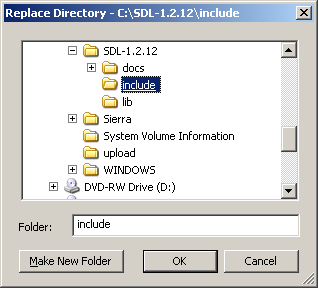 Replace Directory - C:\SDL-1.2.12\include
SDL-1.2.12
docs
include
lib
Sierra
System Volume Information
upload
WINDOWS
DVD-RW Drive (D:)
Folder: include
Make New Folder OK Cancel